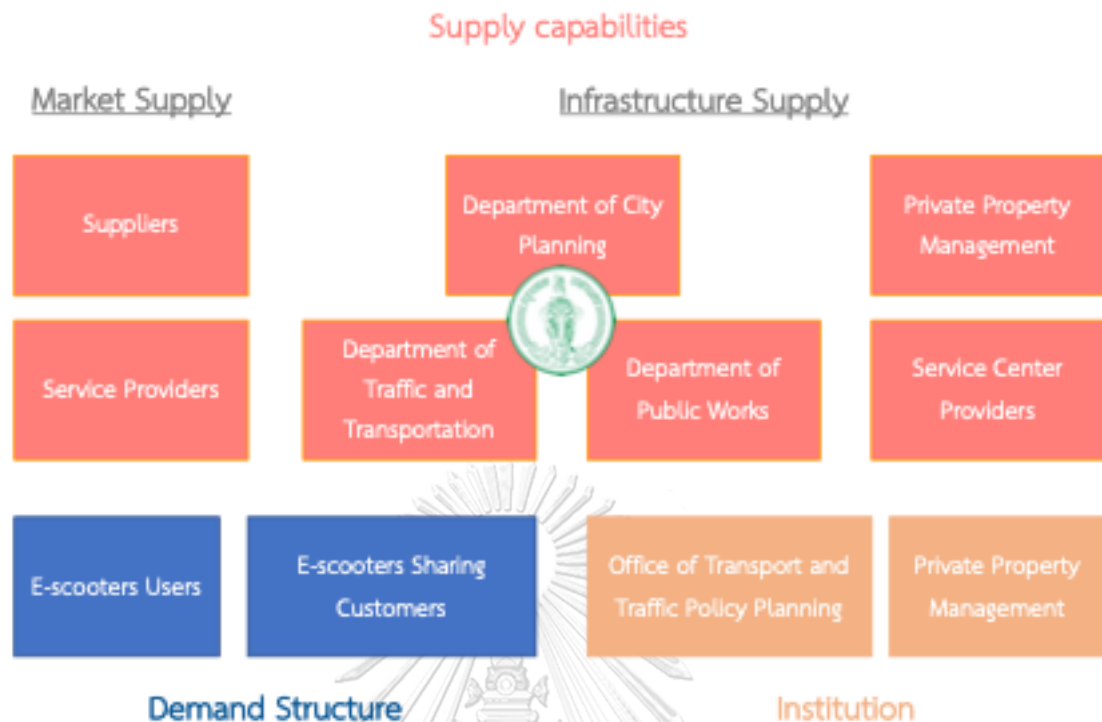 Supply capabilities
Market Supply
Infrastructure Supply
Suppliers
Department of City
Planning
Private Property
Management
Service Providers
Department of
Traffic and
Transportation
Department of
Public Works
Service Center
Providers
E-scooters Users
E-scooters Sharing
Customers
Office of Transport and
Traffic Policy Planning
Private Property
Management
Demand Structure
Institution